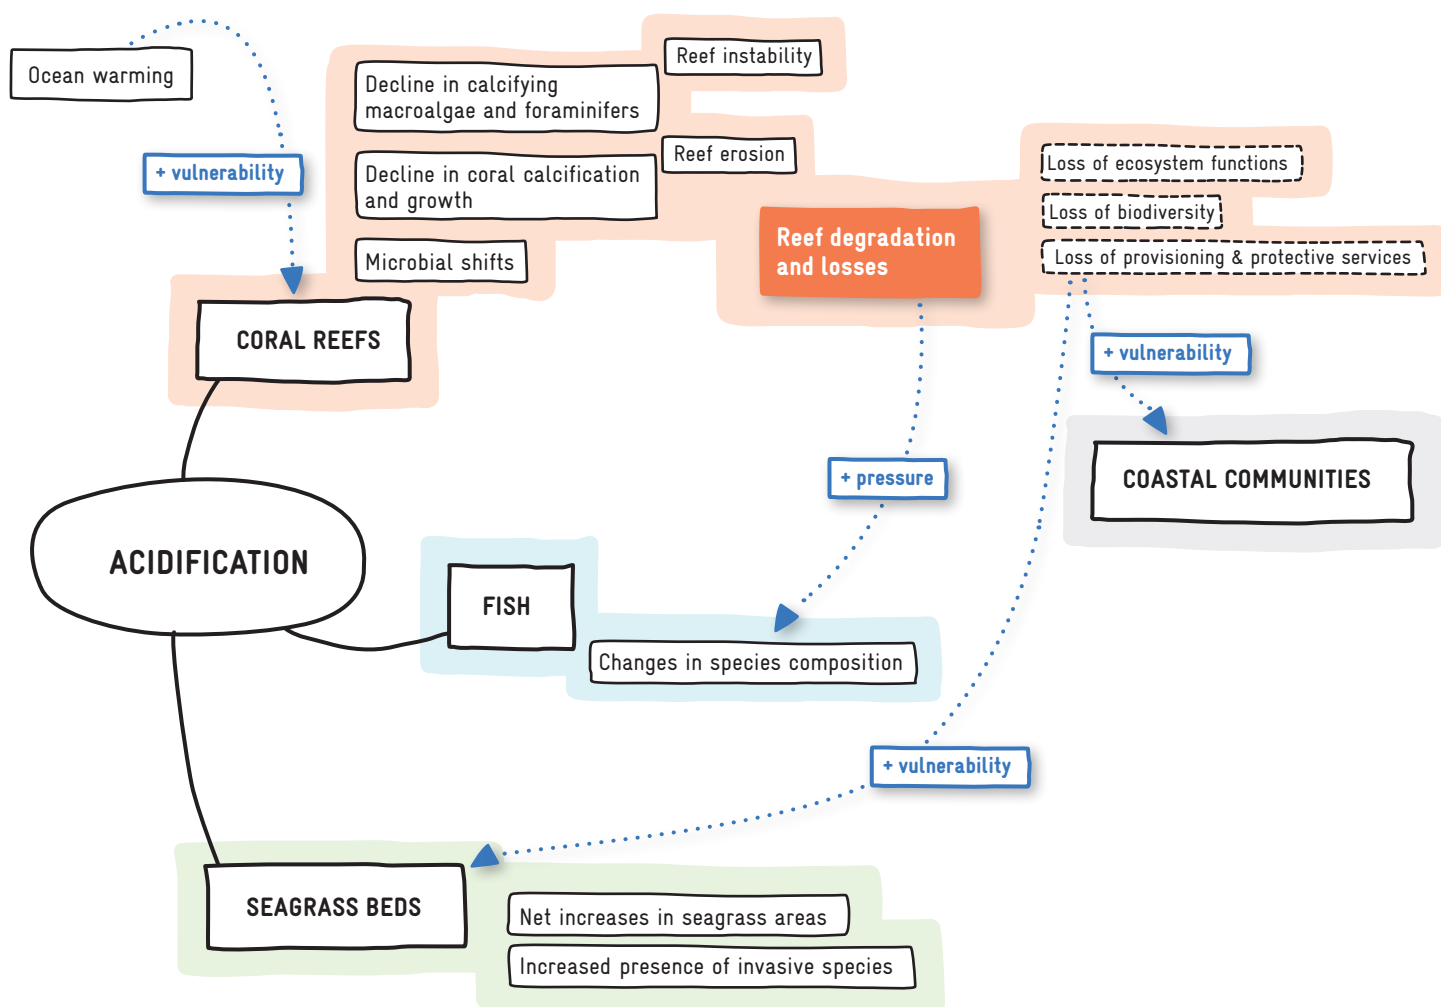 Ocean warming
+ vulnerability
Decline in calcifying
macroalgae and foraminifers
Reef instability
Decline in coral calcification
and growth
Reef erosion
Microbial shifts
CORAL REEFS
Reef degradation
and losses
Loss of ecosystem functions
Loss of biodiversity
Loss of provisioning & protective services
+ vulnerability
COASTAL COMMUNITIES
+ pressure
ACIDIFICATION
FISH
Changes in species composition
+ vulnerability
SEAGRASS BEDS
Net increases in seagrass areas
Increased presence of invasive species